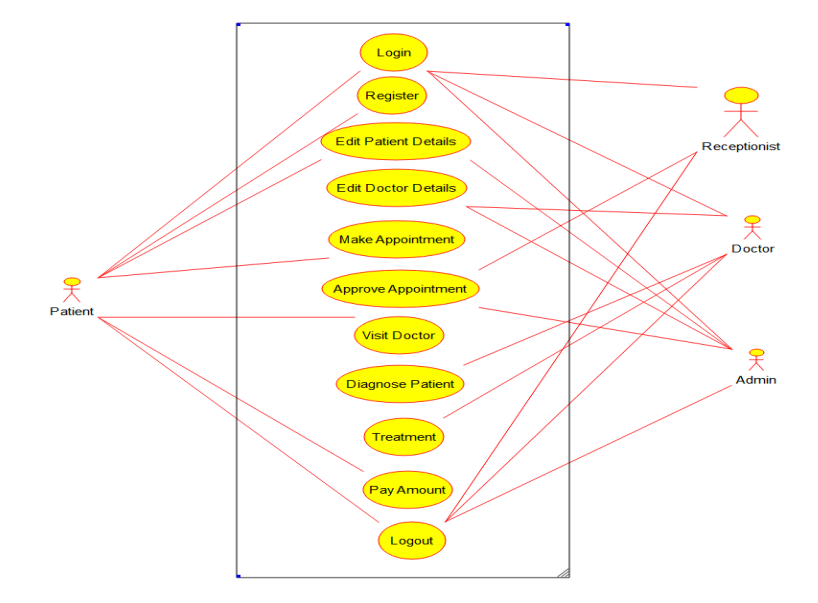 Login
Register
Edit Patient Details
Edit Doctor Details
Make Appointment
Approve Appointment
Visit Doctor
Diagnose Patient
Treatment
Pay Amount
Logout
Patient
Receptionist
Doctor
Admin